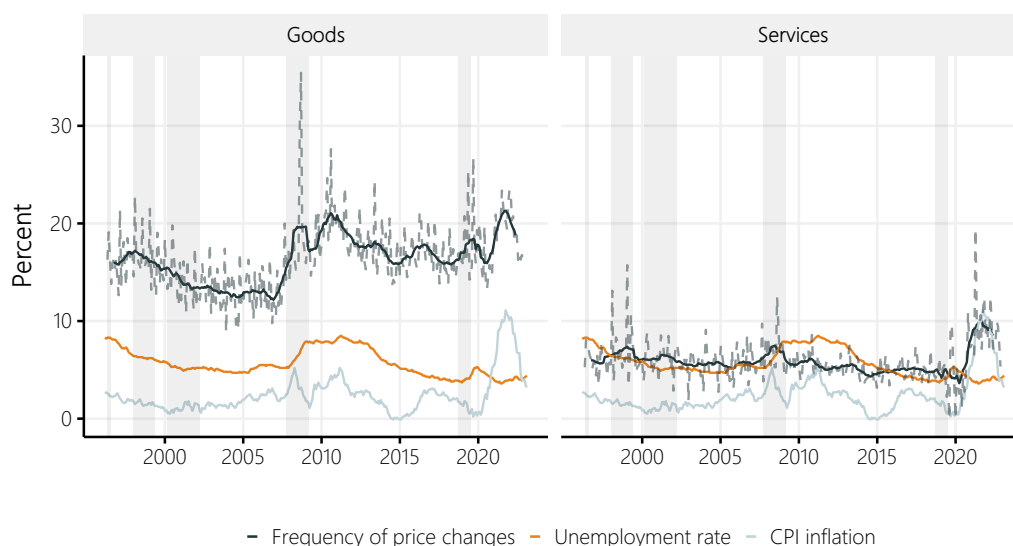 Goods Services
Percent
30
20
10
0
2000 2005 2010 2015 2020 2000 2005 2010 2015 2020
Frequency of price changes Unemployment rate CPI inflation